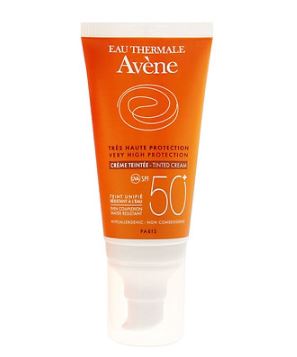 EAU THERMALE
Avène
TRÈS HAUTE PROTECTION
VERY HIGH PROTECTION
CRÈME TEINTÉE - TINTED CREAM
UVA SPF 50+
TEINT UNIFIÉ
RÉSISTANT À L'EAU
EVEN COMPLEXION
WATER RESISTANT
HYPOALLERGENIC - NON COMEDOGENIC
PARIS